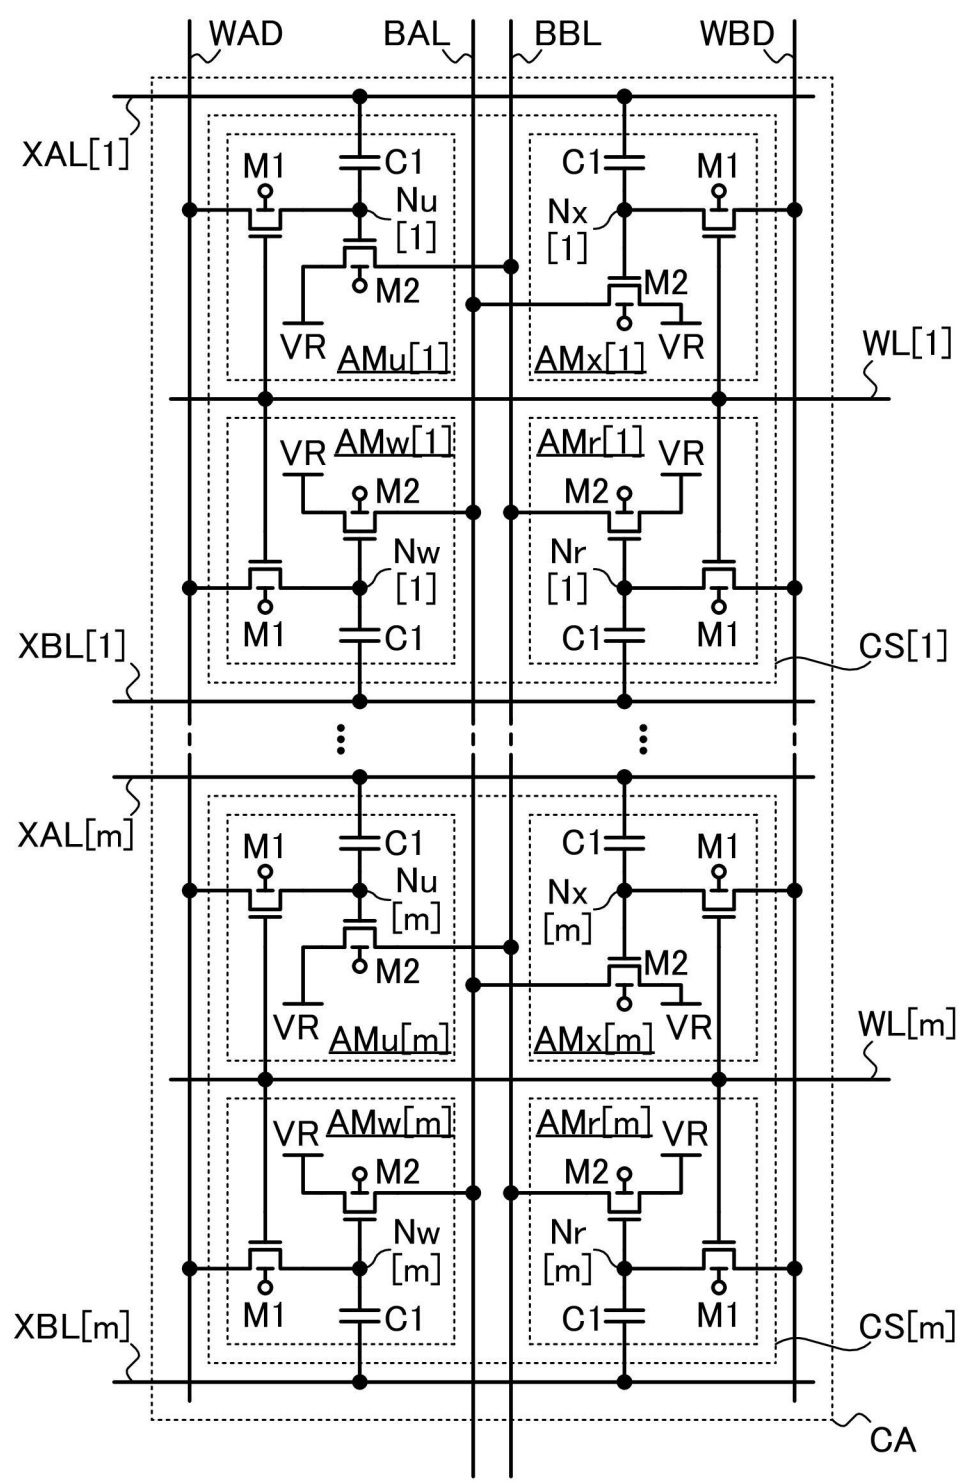 WAD BAL BBL WBD
XAL[1]
M1 C1 C1 M1
Nu Nx
[1] [1]
M2 M2
VR AMu[1] AMx[1] VR
WL[1]
VR AMw[1] AMr[1] VR
M2 M2
Nw Nr
[1] [1]
M1 C1 C1 M1
XBL[1] CS[1]
XAL[m]
M1 C1 C1 M1
Nu Nx
[m] [m]
M2 M2
VR AMu[m] AMx[m] VR
WL[m]
VR AMw[m] AMr[m] VR
M2 M2
Nw Nr
[m] [m]
M1 C1 C1 M1
XBL[m] CS[m]
CA